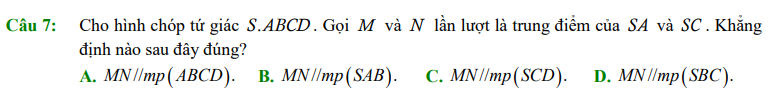 Câu 7: Cho hình chóp tứ giác S.ABCD. Gọi M và N lần lượt là trung điểm của SA và SC. Khẳng
định nào sau đây đúng?
A. MN//mp(ABCD). B. MN//mp(SAB). C. MN//mp(SCD). D. MN//mp(SBC).